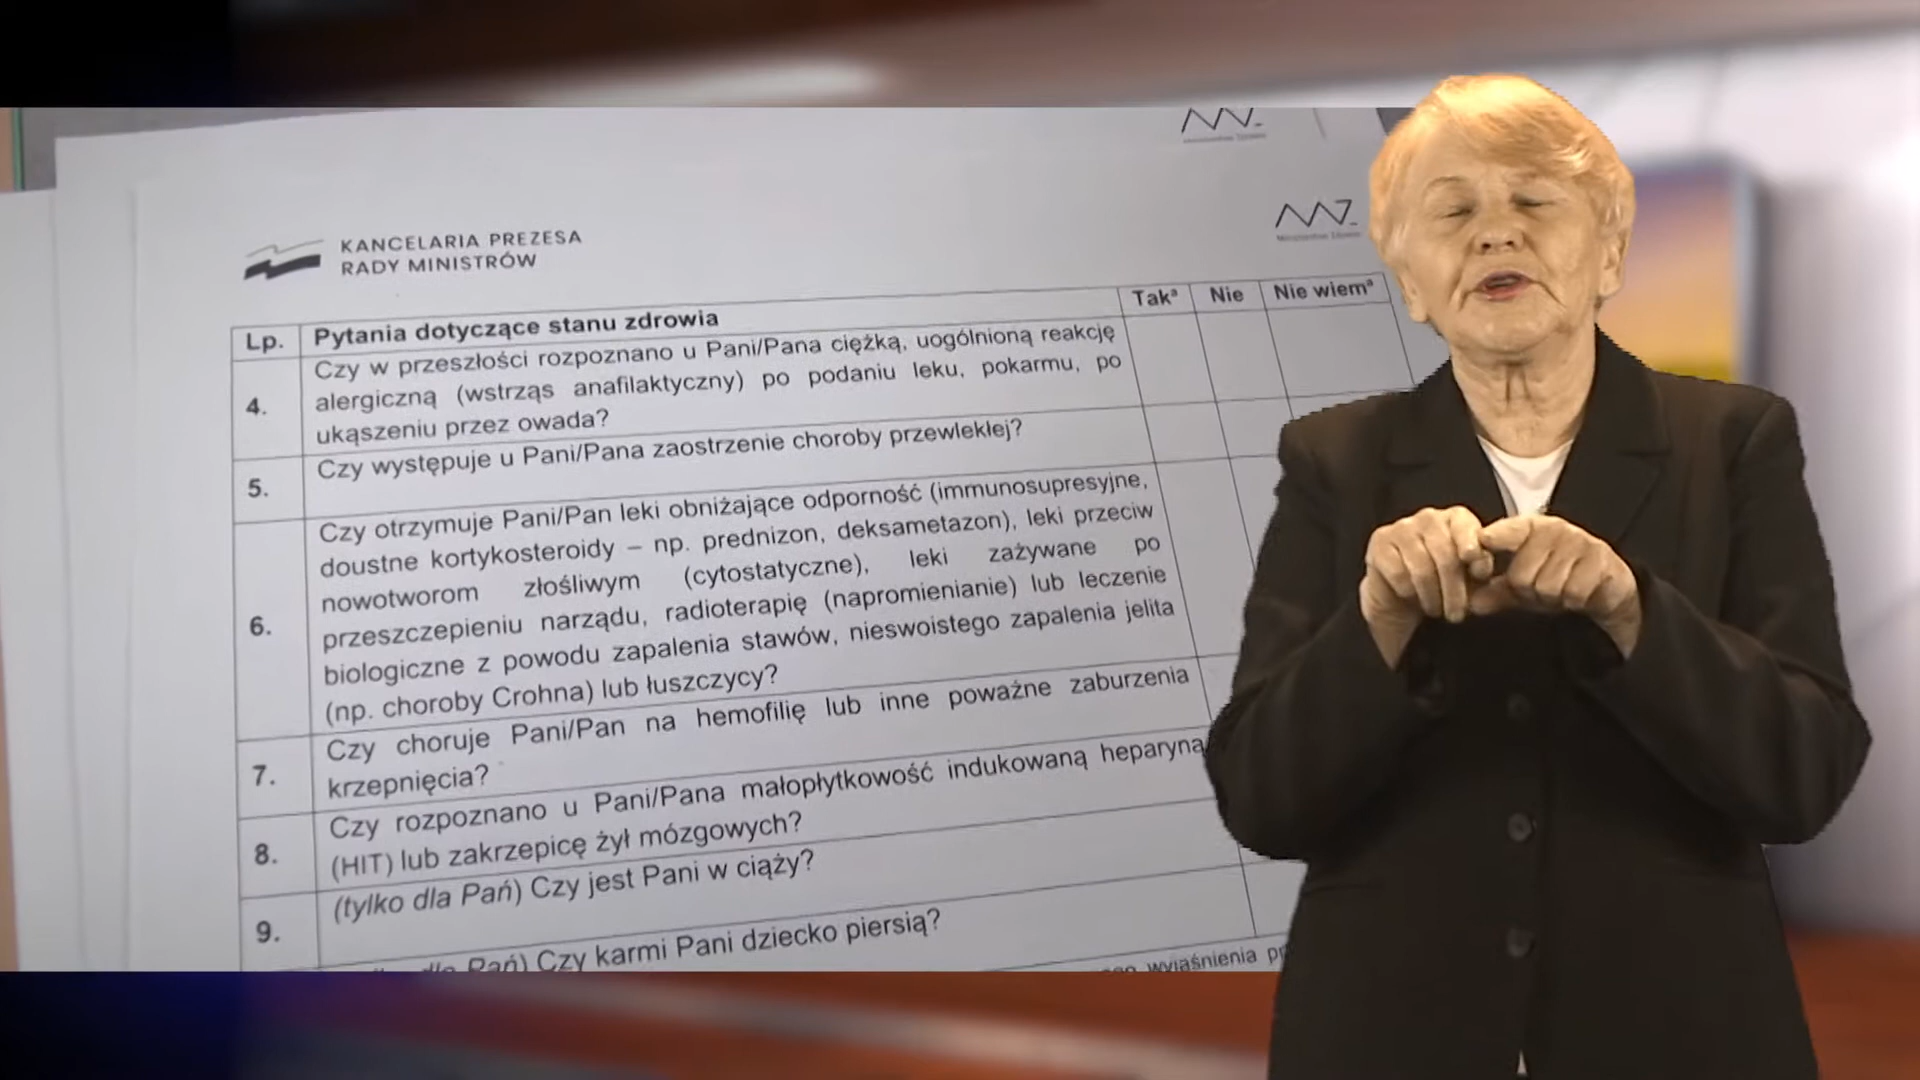 KANCELARIA PREZESA
RADY MINISTRÓW
Lp. Pytania dotyczące stanu zdrowia Takᵃ Nie Nie wiemᵃ
4. Czy w przeszłości rozpoznano u Pani/Pana ciężką, uogólnioną reakcję
alergiczną (wstrząs anafilaktyczny) po podaniu leku, pokarmu, po
ukąszeniu przez owada?
5. Czy występuje u Pani/Pana zaostrzenie choroby przewlekłej?
6. Czy otrzymuje Pani/Pan leki obniżające odporność (immunosupresyjne,
doustne kortykosteroidy – np. prednizon, deksametazon), leki przeciw
nowotworom złośliwym (cytostatyczne), leki zażywane po
przeszczepieniu narządu, radioterapię (napromienianie) lub leczenie
biologiczne z powodu zapalenia stawów, nieswoistego zapalenia jelita
(np. choroby Crohna) lub łuszczycy?
7. Czy choruje Pani/Pan na hemofilię lub inne poważne zaburzenia
krzepnięcia?
8. Czy rozpoznano u Pani/Pana małopłytkowość indukowaną heparyną
(HIT) lub zakrzepicę żył mózgowych?
9. (tylko dla Pań) Czy jest Pani w ciąży?
dla Pań) Czy karmi Pani dziecko piersią?
wyjaśnienia